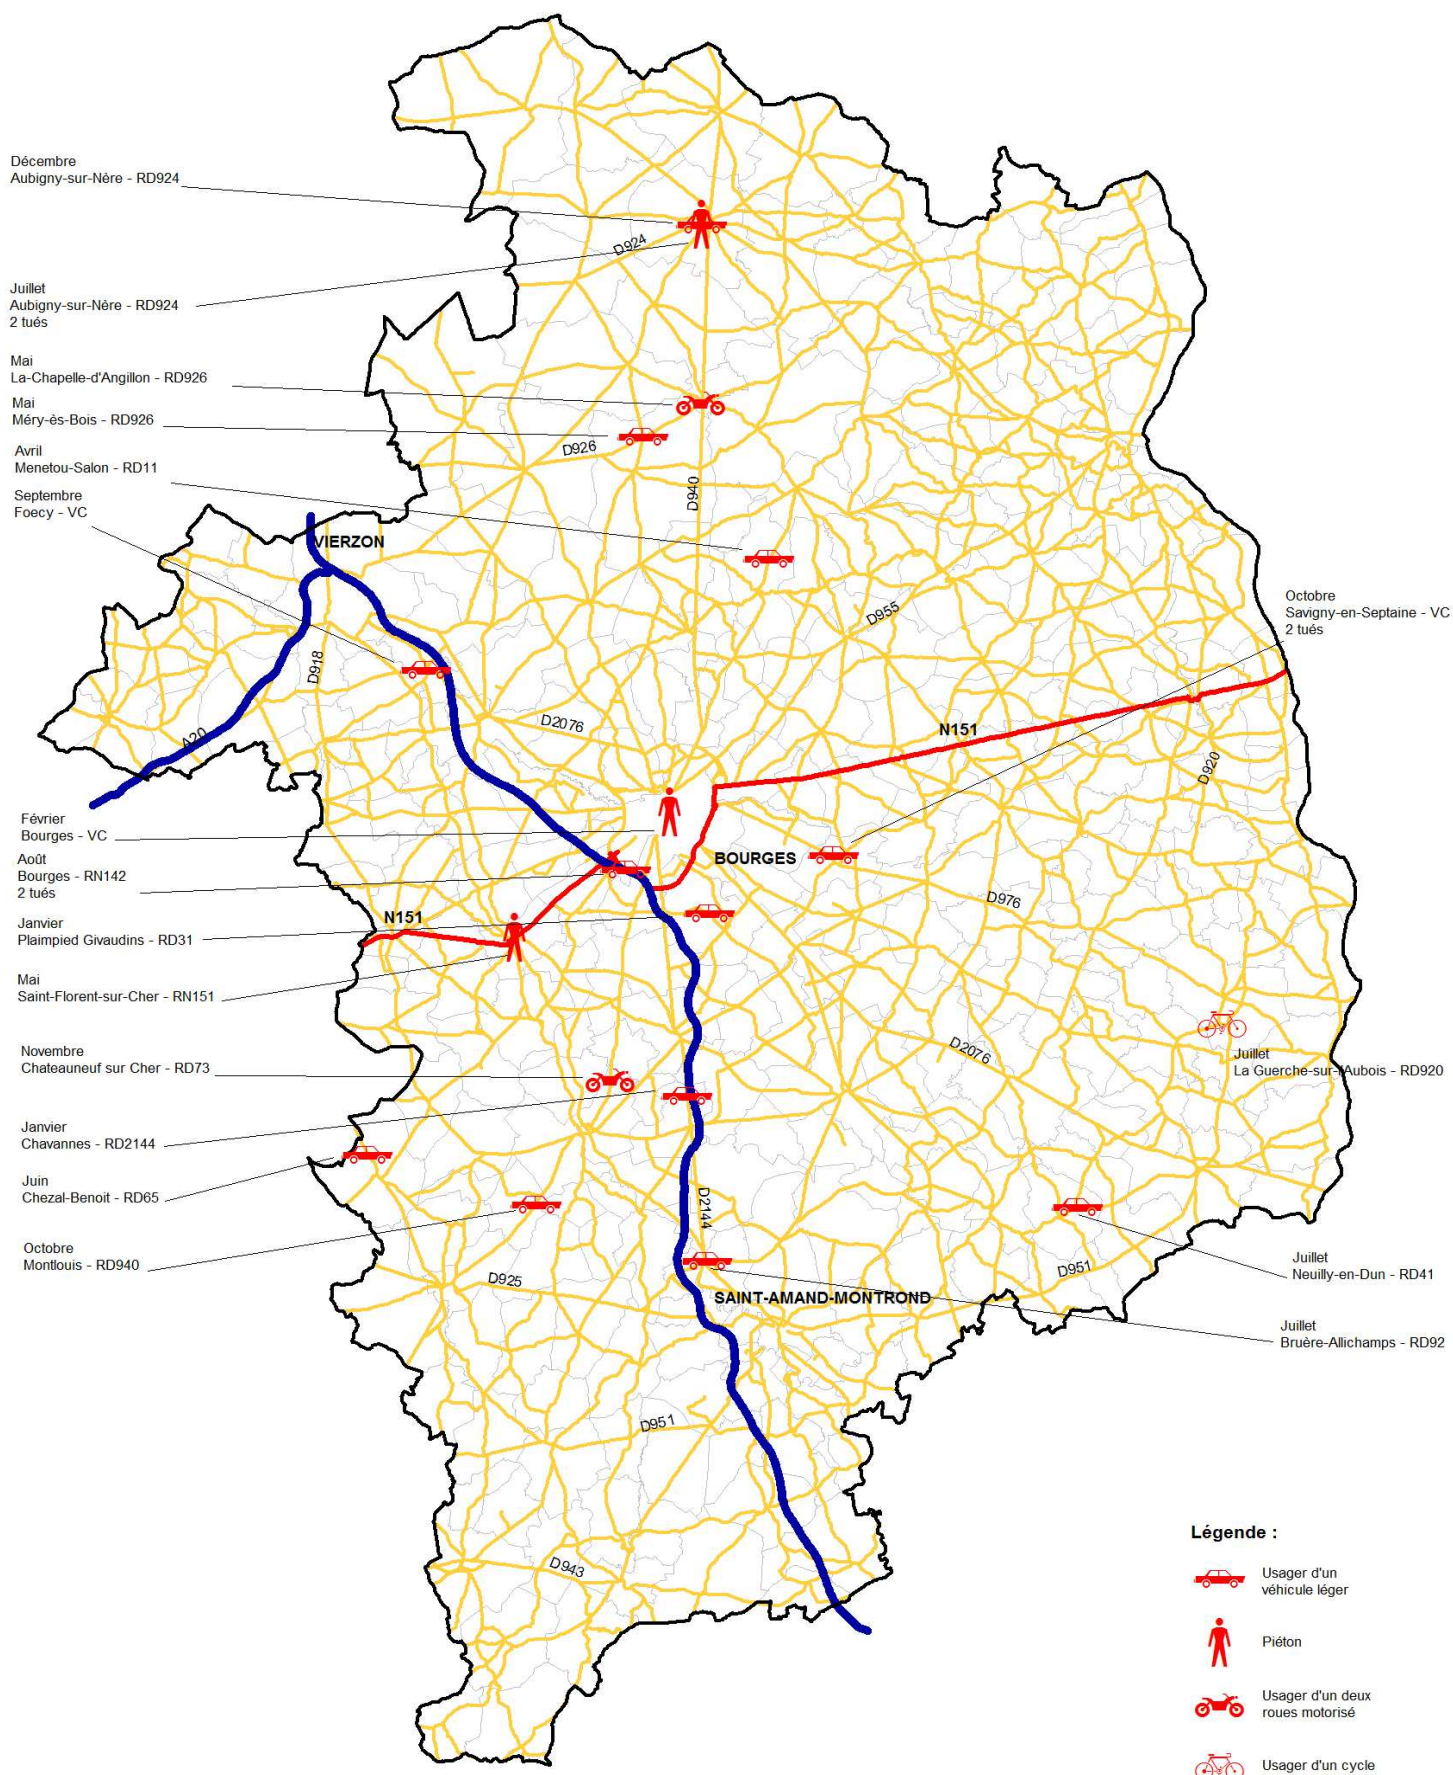 Décembre
Aubigny-sur-Nère - RD924
D924
Juillet
Aubigny-sur-Nère - RD924
2 tués
Mai
La-Chapelle-d'Angillon - RD926
Mai
Méry-ès-Bois - RD926
D926
Avril
Menetou-Salon - RD11
Septembre
Foecy - VC
D940
VIERZON
Octobre
Savigny-en-Septaine - VC
2 tués
D955
D918
D2076
A20
N151
D920
Février
Bourges - VC
Août
Bourges - RN142
2 tués
BOURGES
D976
N151
Janvier
Plaimpied Givaudins - RD31
Mai
Saint-Florent-sur-Cher - RN151
Novembre
Chateauneuf sur Cher - RD73
D2076
Juillet
La Guerche-sur-l'Aubois - RD920
Janvier
Chavannes - RD2144
Juin
Chezal-Benoit - RD65
D2144
Octobre
Montlouis - RD940
D925
D951
Juillet
Neuilly-en-Dun - RD41
SAINT-AMAND-MONTROND
Juillet
Bruère-Allichamps - RD92
D951
D943
Légende :
Usager d'un
véhicule léger
Piéton
Usager d'un deux
roues motorisé
Usager d'un cycle